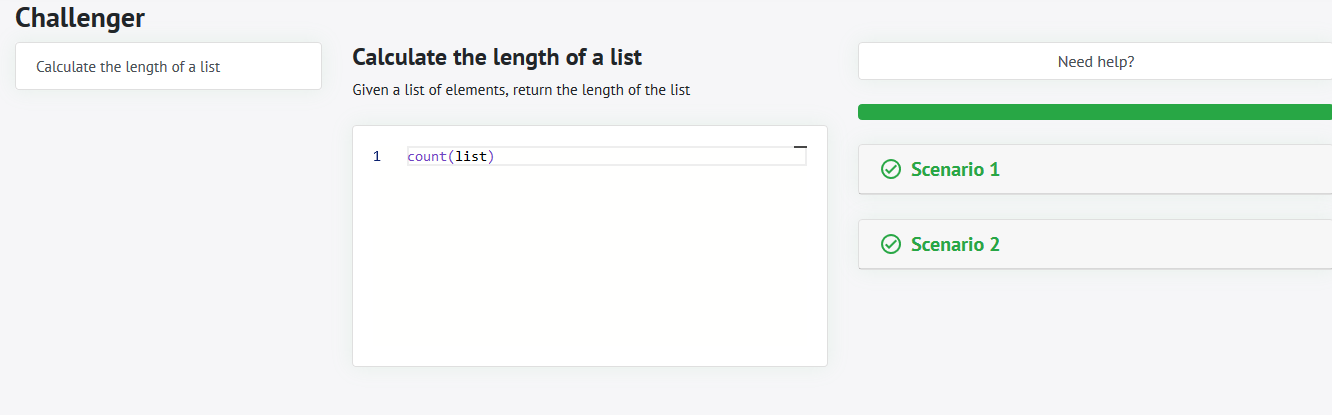 Challenger
Calculate the length of a list
Calculate the length of a list
Given a list of elements, return the length of the list
1 count(list)
Need help?
Scenario 1
Scenario 2